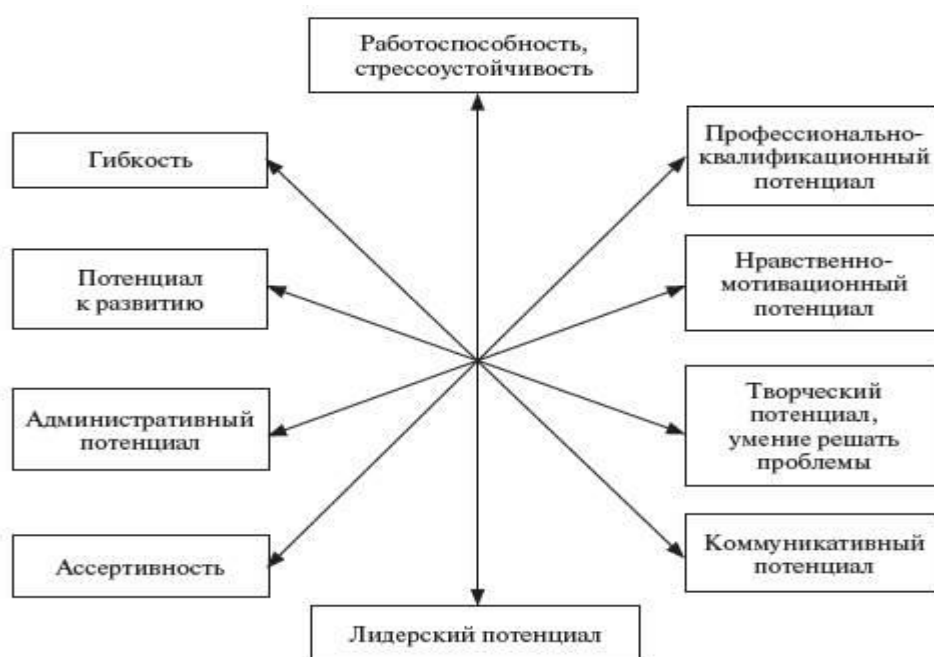 Работоспособность,
стрессоустойчивость
Гибкость
Профессионально-
квалификационный
потенциал
Потенциал
к развитию
Нравственно-
мотивационный
потенциал
Административный
потенциал
Творческий
потенциал,
умение решать
проблемы
Ассертивность
Коммуникативный
потенциал
Лидерский потенциал